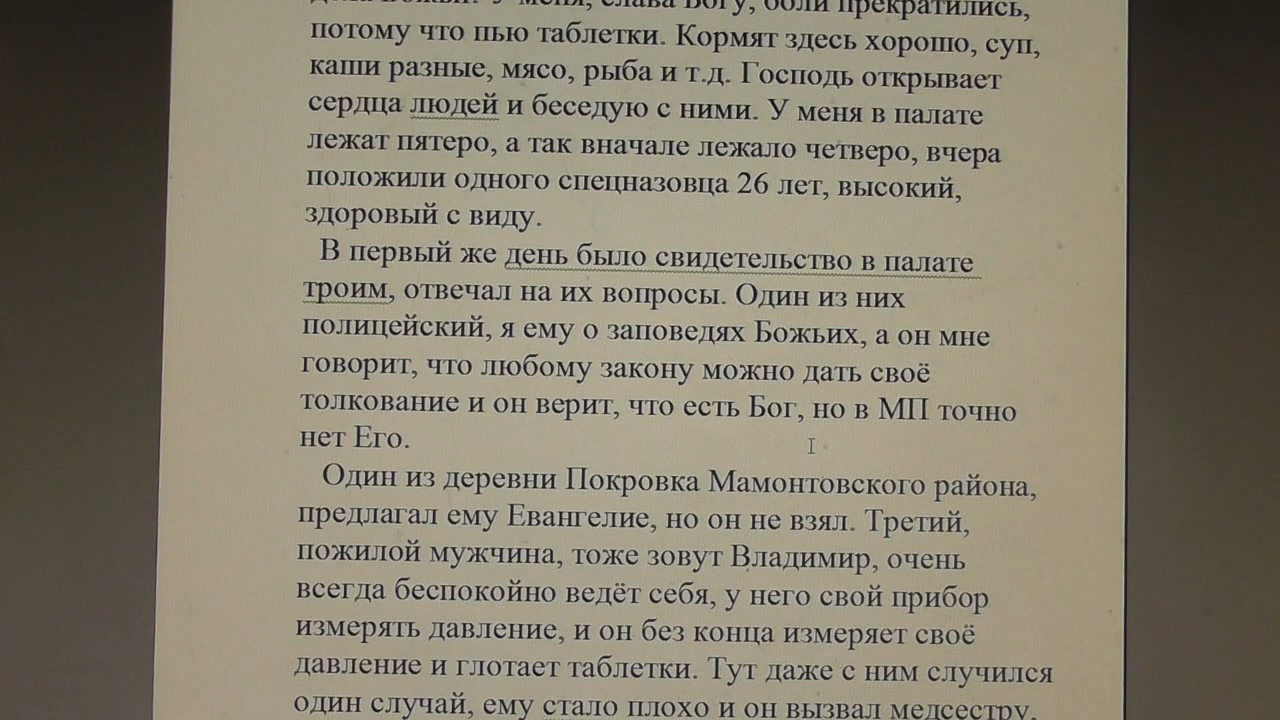 Божьи? У меня, слава Богу, боли прекратились,
потому что пью таблетки. Кормят здесь хорошо, суп,
каши разные, мясо, рыба и т.д. Господь открывает
сердца людей и беседую с ними. У меня в палате
лежат пятеро, а так вначале лежало четверо, вчера
положили одного спецназовца 26 лет, высокий,
здоровый с виду.
В первый же день было свидетельство в палате
троим, отвечал на их вопросы. Один из них
полицейский, я ему о заповедях Божьих, а он мне
говорит, что любому закону можно дать своё
толкование и он верит, что есть Бог, но в МП точно
нет Его.
Один из деревни Покровка Мамонтовского района,
предлагал ему Евангелие, но он не взял. Третий,
пожилой мужчина, тоже зовут Владимир, очень
всегда беспокойно ведёт себя, у него свой прибор
измерять давление, и он без конца измеряет своё
давление и глотает таблетки. Тут даже с ним случился
один случай, ему стало плохо и он вызвал медсестру,